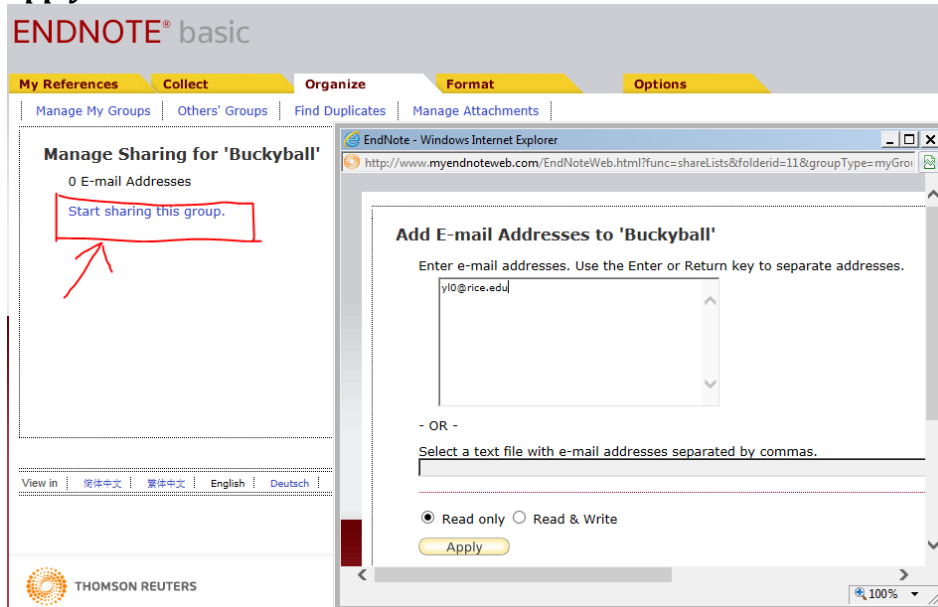 ENDNOTE® basic
My References Collect Organize Format Options
Manage My Groups Others' Groups Find Duplicates Manage Attachments
Manage Sharing for 'Buckyball'
0 E-mail Addresses
Start sharing this group.
View in 简体中文 繁体中文 English Deutsch
THOMSON REUTERS
EndNote - Windows Internet Explorer
http://www.myendnoteweb.com/EndNoteWeb.html?func=shareLists&folderid=11&groupType=myGrou
Add E-mail Addresses to 'Buckyball'
Enter e-mail addresses. Use the Enter or Return key to separate addresses.
yl0@rice.edu
- OR -
Select a text file with e-mail addresses separated by commas.
Read only Read & Write
Apply
100%